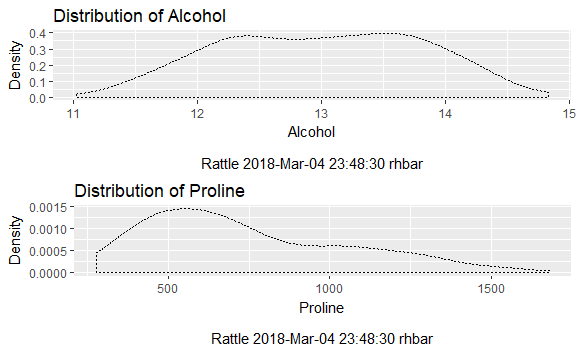 Distribution of Alcohol
Density
0.4
0.3
0.2
0.1
0.0
11 12 13 14 15
Alcohol
Rattle 2018-Mar-04 23:48:30 rhbar
Distribution of Proline
Density
0.0015
0.0010
0.0005
0.0000
500 1000 1500
Proline
Rattle 2018-Mar-04 23:48:30 rhbar